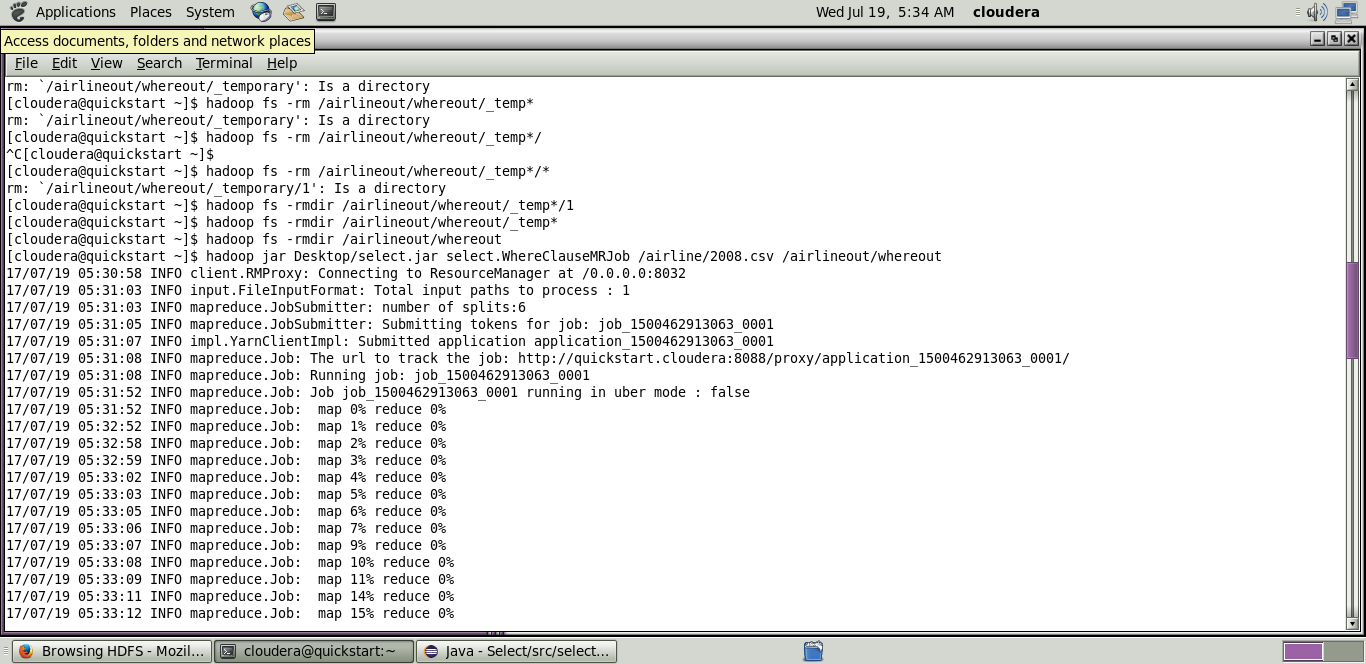 Applications Places System Wed Jul 19, 5:34 AM cloudera
Access documents, folders and network places
File Edit View Search Terminal Help
rm: `/airlineout/whereout/_temporary': Is a directory
[cloudera@quickstart ~]$ hadoop fs -rm /airlineout/whereout/_temp*
rm: `/airlineout/whereout/_temporary': Is a directory
[cloudera@quickstart ~]$ hadoop fs -rm /airlineout/whereout/_temp*/
^C[cloudera@quickstart ~]$
[cloudera@quickstart ~]$ hadoop fs -rm /airlineout/whereout/_temp*/*
rm: `/airlineout/whereout/_temporary/1': Is a directory
[cloudera@quickstart ~]$ hadoop fs -rmdir /airlineout/whereout/_temp*/1
[cloudera@quickstart ~]$ hadoop fs -rmdir /airlineout/whereout/_temp*
[cloudera@quickstart ~]$ hadoop fs -rmdir /airlineout/whereout
[cloudera@quickstart ~]$ hadoop jar Desktop/select.jar select.WhereClauseMRJob /airline/2008.csv /airlineout/whereout
17/07/19 05:30:58 INFO client.RMProxy: Connecting to ResourceManager at /0.0.0.0:8032
17/07/19 05:31:03 INFO input.FileInputFormat: Total input paths to process : 1
17/07/19 05:31:03 INFO mapreduce.JobSubmitter: number of splits:6
17/07/19 05:31:05 INFO mapreduce.JobSubmitter: Submitting tokens for job: job_1500462913063_0001
17/07/19 05:31:07 INFO impl.YarnClientImpl: Submitted application application_1500462913063_0001
17/07/19 05:31:08 INFO mapreduce.Job: The url to track the job: http://quickstart.cloudera:8088/proxy/application_1500462913063_0001/
17/07/19 05:31:08 INFO mapreduce.Job: Running job: job_1500462913063_0001
17/07/19 05:31:52 INFO mapreduce.Job: Job job_1500462913063_0001 running in uber mode : false
17/07/19 05:31:52 INFO mapreduce.Job:  map 0% reduce 0%
17/07/19 05:32:52 INFO mapreduce.Job:  map 1% reduce 0%
17/07/19 05:32:58 INFO mapreduce.Job:  map 2% reduce 0%
17/07/19 05:32:59 INFO mapreduce.Job:  map 3% reduce 0%
17/07/19 05:33:02 INFO mapreduce.Job:  map 4% reduce 0%
17/07/19 05:33:03 INFO mapreduce.Job:  map 5% reduce 0%
17/07/19 05:33:05 INFO mapreduce.Job:  map 6% reduce 0%
17/07/19 05:33:06 INFO mapreduce.Job:  map 7% reduce 0%
17/07/19 05:33:07 INFO mapreduce.Job:  map 9% reduce 0%
17/07/19 05:33:08 INFO mapreduce.Job:  map 10% reduce 0%
17/07/19 05:33:09 INFO mapreduce.Job:  map 11% reduce 0%
17/07/19 05:33:11 INFO mapreduce.Job:  map 14% reduce 0%
17/07/19 05:33:12 INFO mapreduce.Job:  map 15% reduce 0%
Browsing HDFS - Mozil... cloudera@quickstart:~ Java - Select/src/select...